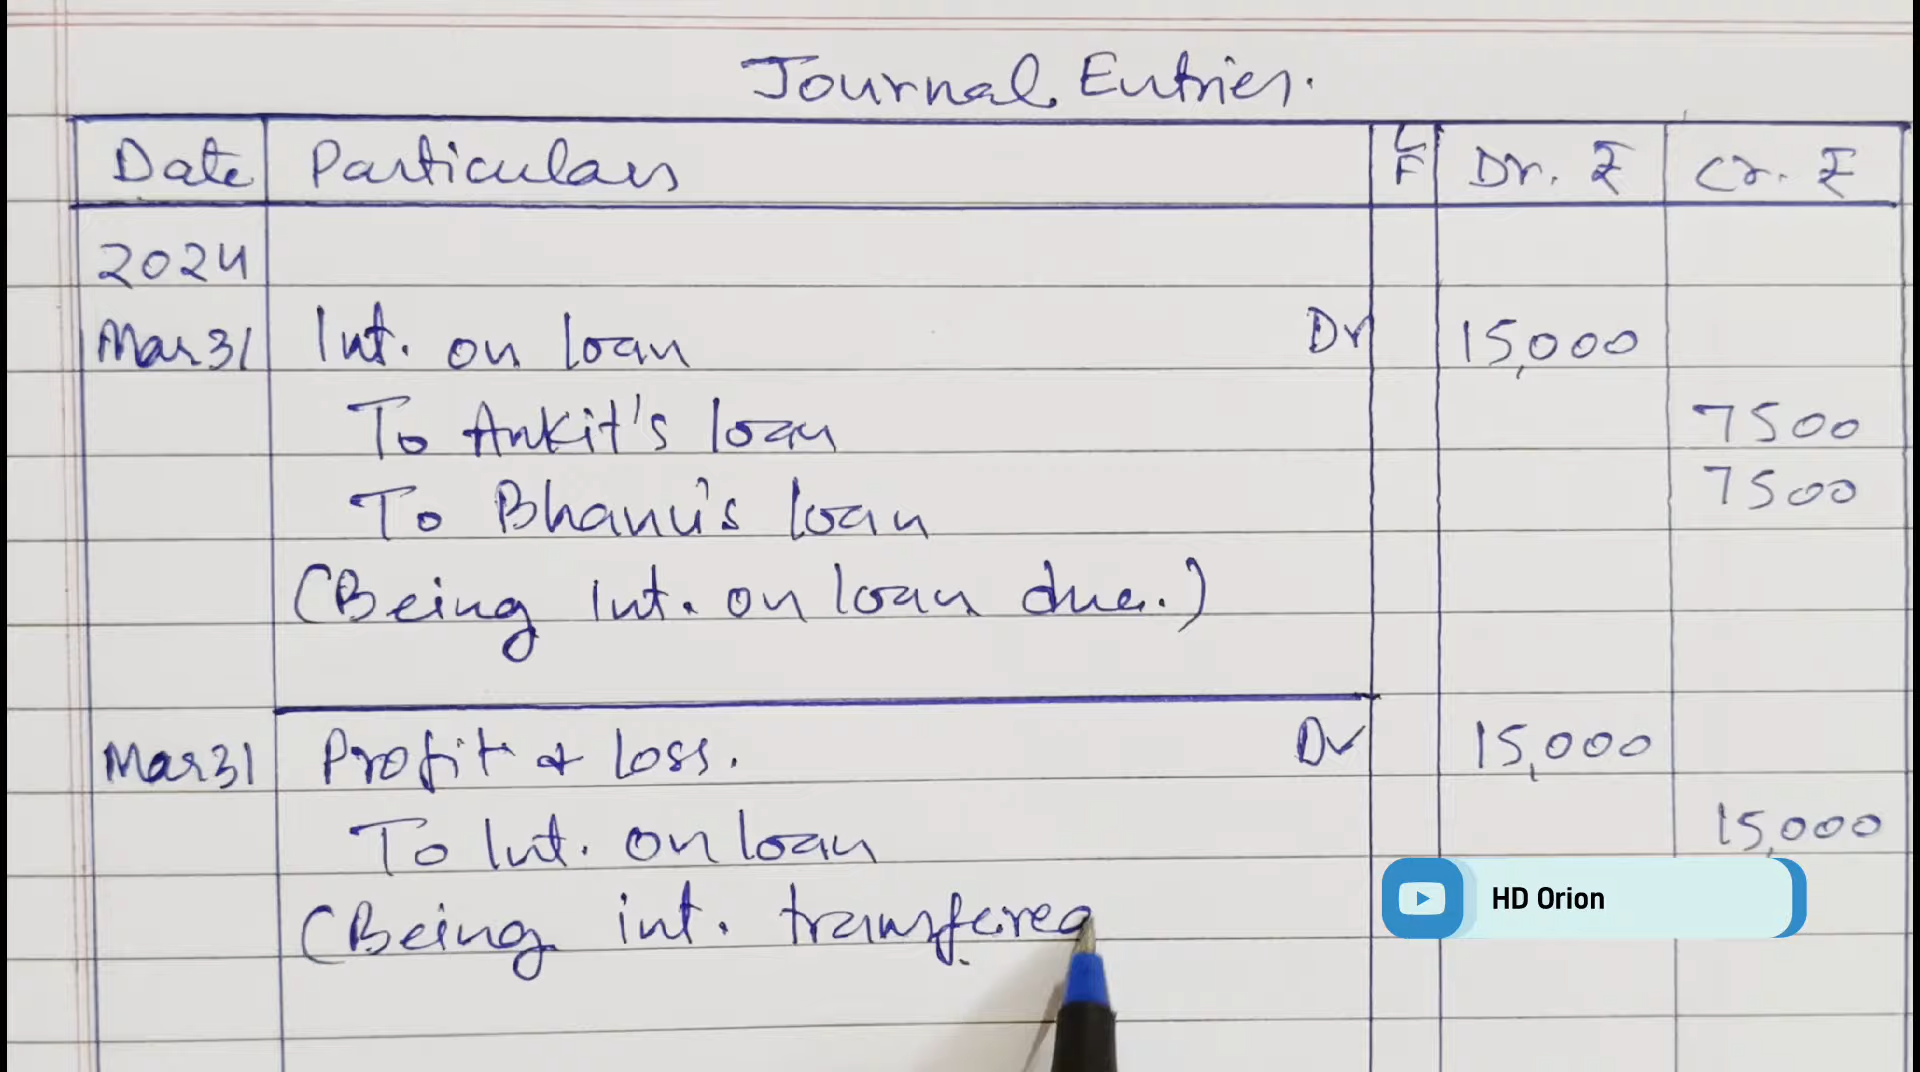 Journal Entries.
Date Particulars LF Dr. ₹ Cr. ₹
2024
Mar 31 Int. on loan Dr 15,000
To Ankit's loan 7500
To Bhanu's loan 7500
(Being Int. on loan due.)
Mar 31 Profit & loss. Dr 15,000
To Int. on loan 15,000
HD Orion
(Being int. transfered